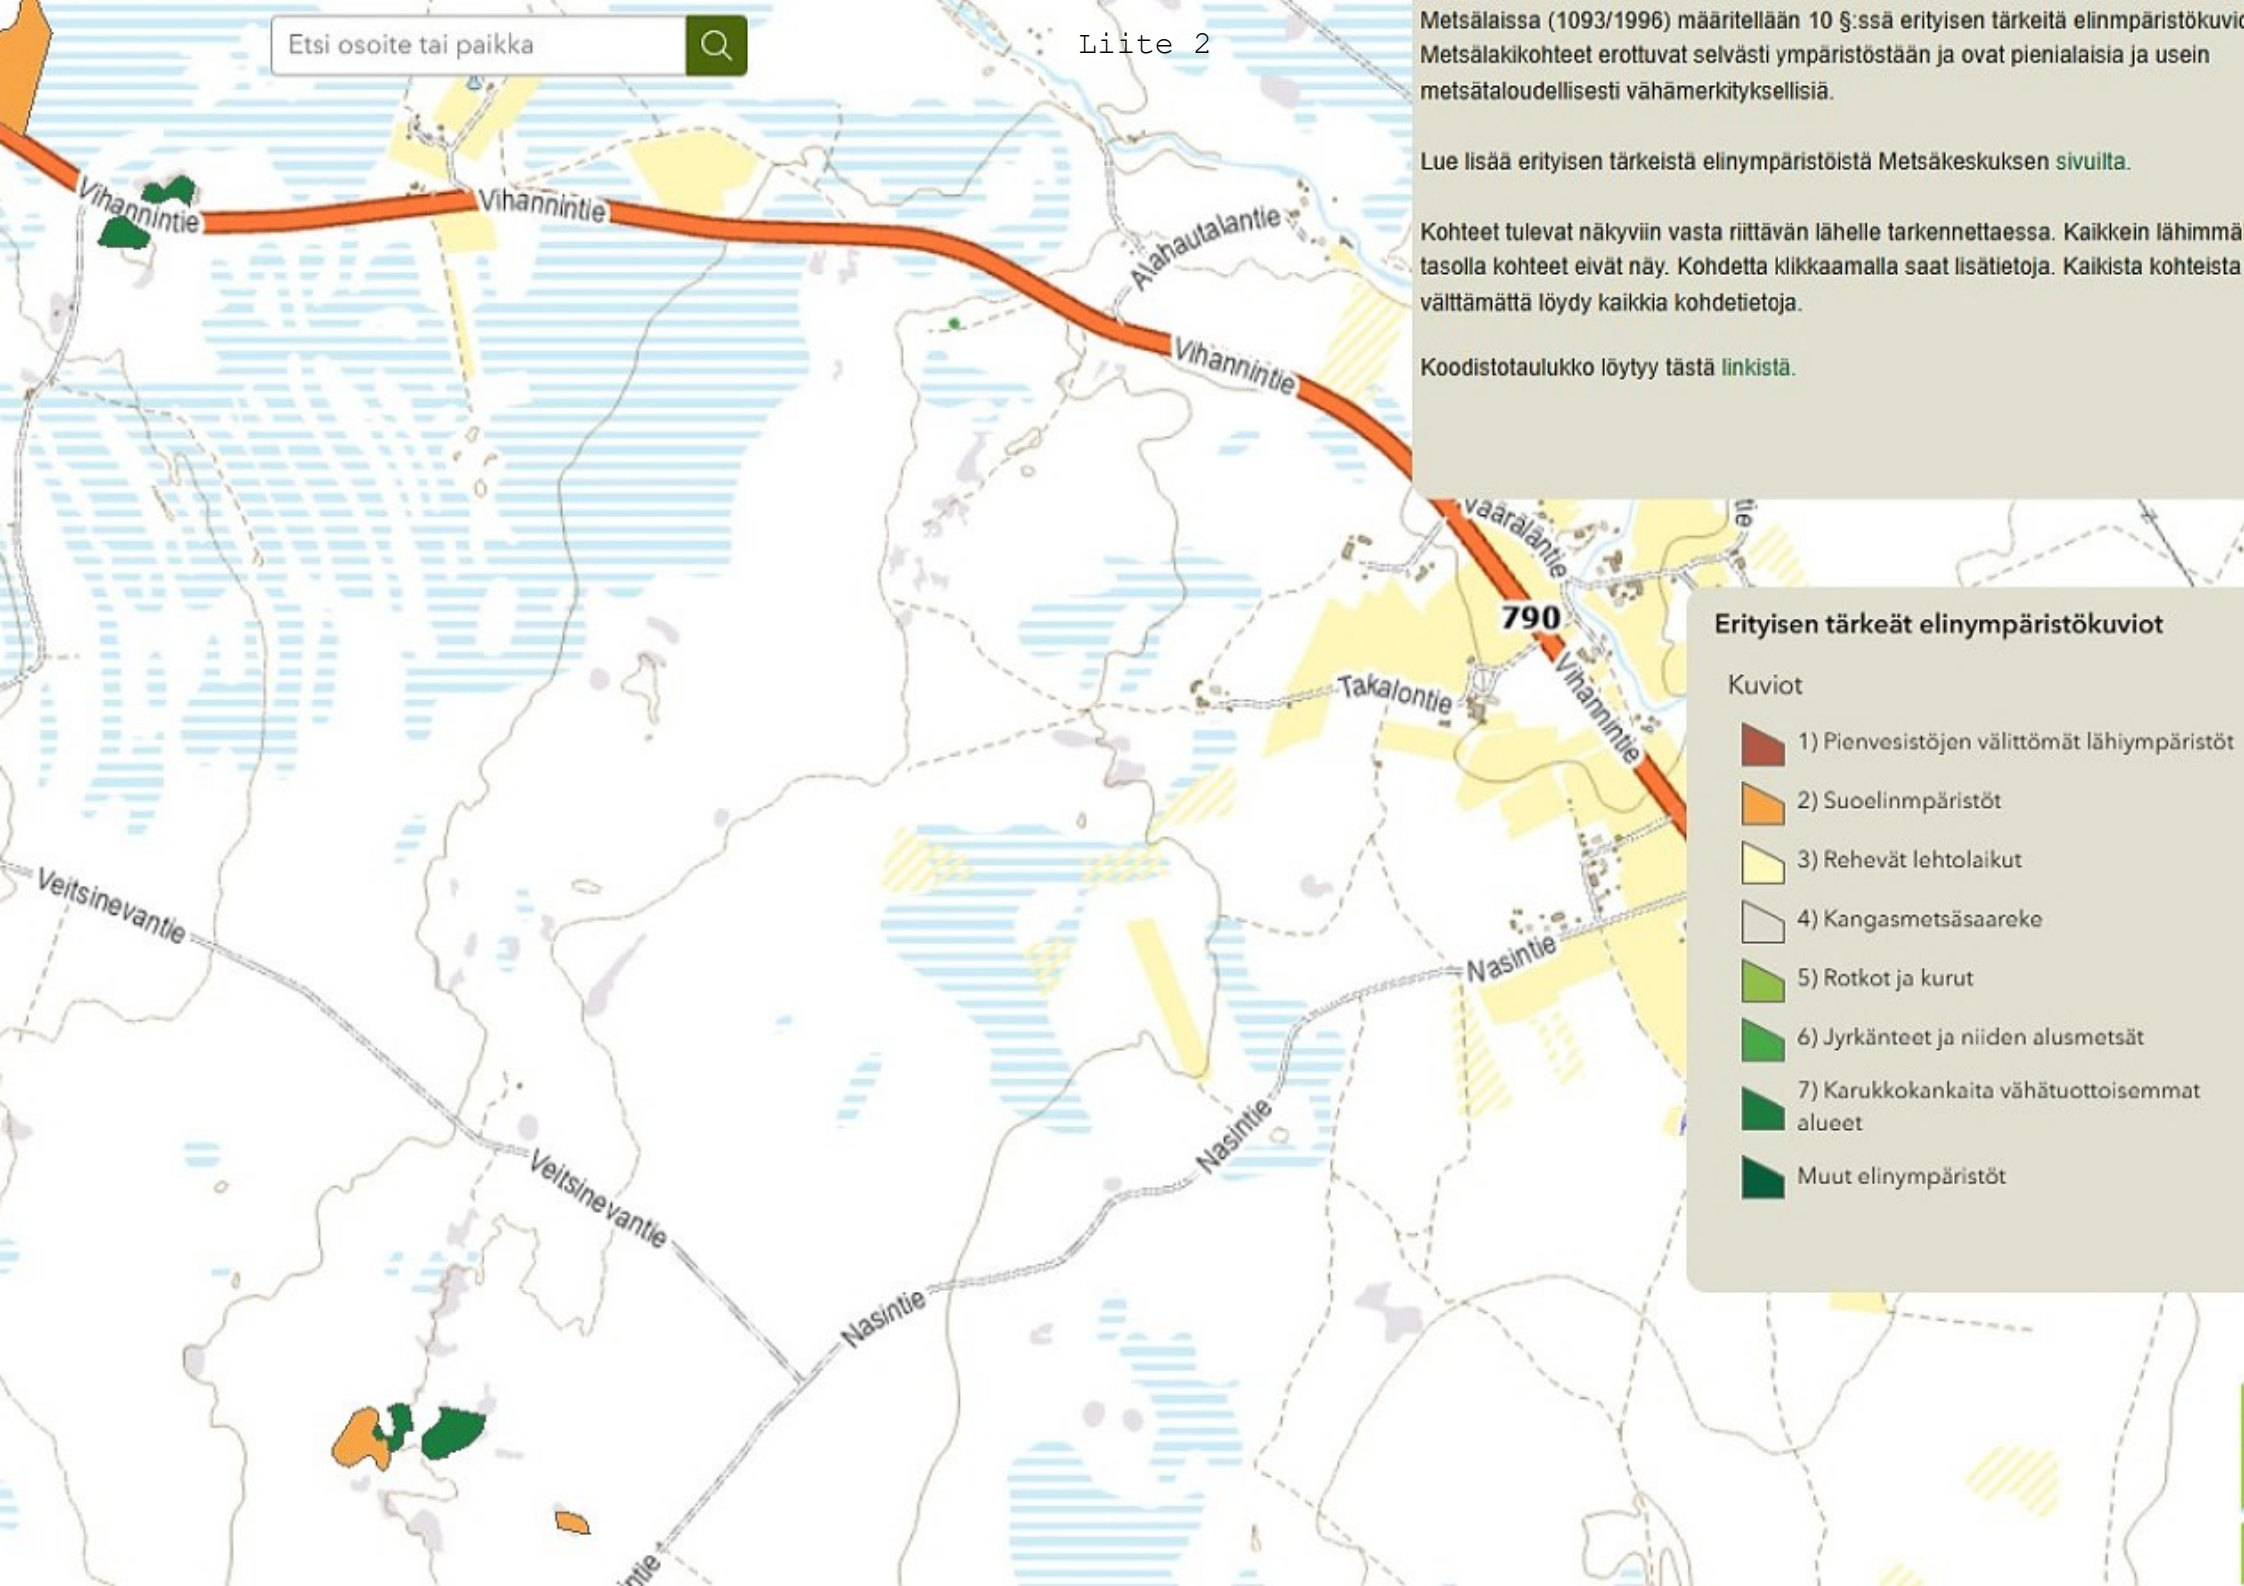 Etsi osoite tai paikka
Liite 2
Metsälaissa (1093/1996) määritellään 10 §:ssä erityisen tärkeitä
Metsälakikohteet erottuvat selvästi ympäristöstään ja ovat pienialaisia ja usein
metsätaloudellisesti vähämerkityksellisiä.
Lue lisää erityisen tärkeistä elinympäristöistä Metsäkeskuksen sivuilta.
Kohteet tulevat näkyviin vasta riittävän lähelle tarkennettaessa. Kaikkein
tasolla kohteet eivät näy. Kohdetta klikkaamalla saat lisätietoja. Kaikista kohteista
välttämättä löydy kaikkia kohdetietoja.
Koodistotaulukko löytyy tästä linkistä.
Vihannintie
Vihannintie
Alahautalantie
Vihannintie
Vääräläntie
tie
790
Vihannintie
Takalontie
Veitsinevantie
Nasintie
Nasintie
Veitsinevantie
Nasintie
intie
Erityisen tärkeät elinympäristökuviot
Kuviot
1) Pienvesistöjen välittömät lähiympäristöt
2) Suoelinmpäristöt
3) Rehevät lehtolaikut
4) Kangasmetsäsaareke
5) Rotkot ja kurut
6) Jyrkänteet ja niiden alusmetsät
7) Karukkokankaita vähätuottoisemmat
alueet
Muut elinympäristöt